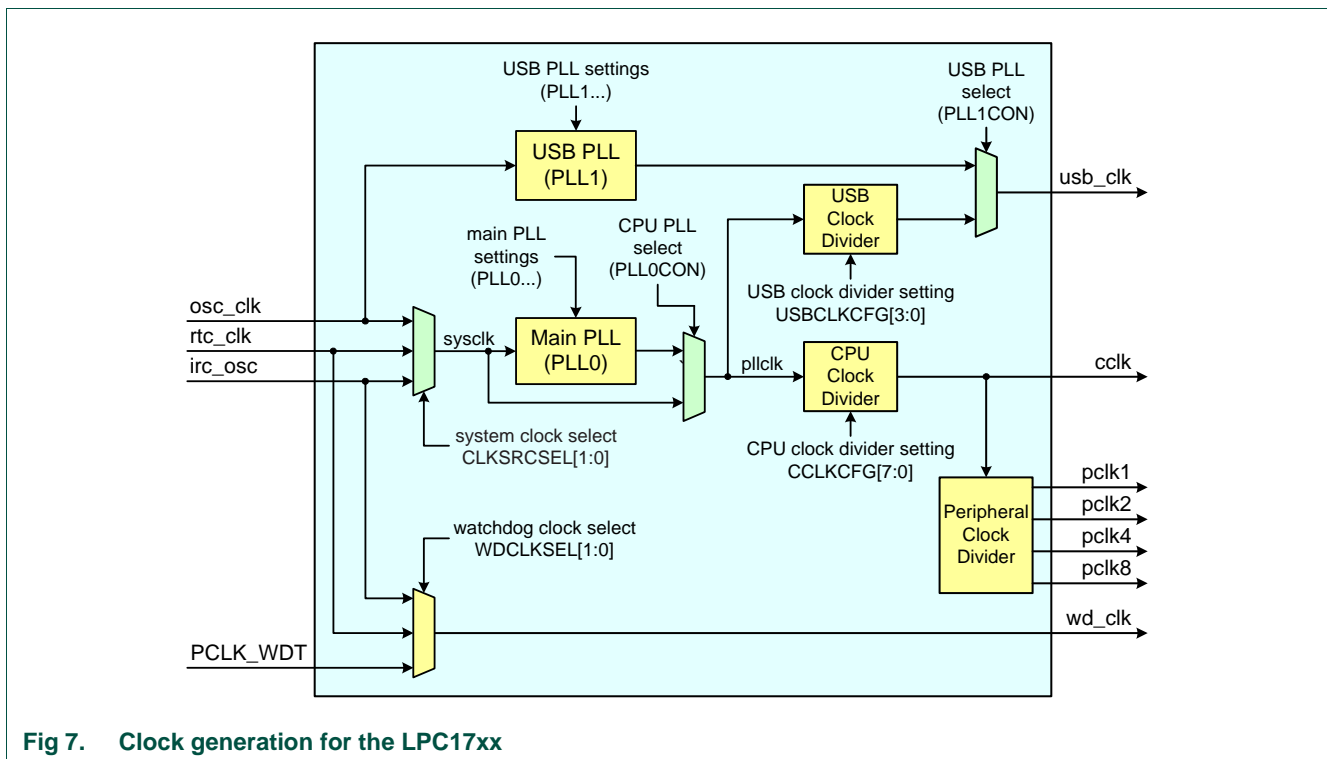 USB PLL settings
(PLL1...)
USB PLL
select
(PLL1CON)
USB PLL
(PLL1)
usb_clk
USB
Clock
Divider
main PLL
settings
(PLL0...)
CPU PLL
select
(PLL0CON)
USB clock divider setting
USBCLKCFG[3:0]
osc_clk
rtc_clk
irc_osc
sysclk
Main PLL
(PLL0)
pllclk
CPU
Clock
Divider
cclk
system clock select
CLKSRCSEL[1:0]
CPU clock divider setting
CCLKCFG[7:0]
Peripheral
Clock
Divider
pclk1
pclk2
pclk4
pclk8
watchdog clock select
WDCLKSEL[1:0]
PCLK_WDT
wd_clk
Fig 7. Clock generation for the LPC17xx